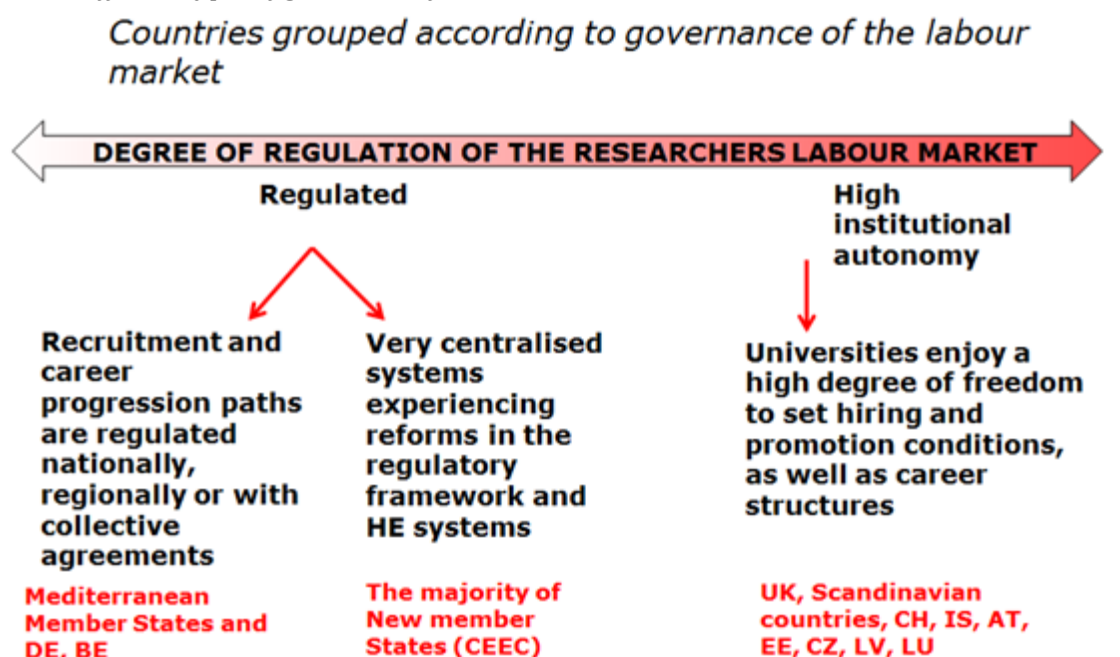 Countries grouped according to governance of the labour
market
DEGREE OF REGULATION OF THE RESEARCHERS LABOUR MARKET
Regulated
High
institutional
autonomy
Recruitment and
career
progression paths
are regulated
nationally,
regionally or with
collective
agreements
Mediterranean
Member States and
DE, BE
Very centralised
systems
experiencing
reforms in the
regulatory
framework and
HE systems
The majority of
New member
States (CEEC)
Universities enjoy a
high degree of freedom
to set hiring and
promotion conditions,
as well as career
structures
UK, Scandinavian
countries, CH, IS, AT,
EE, CZ, LV, LU